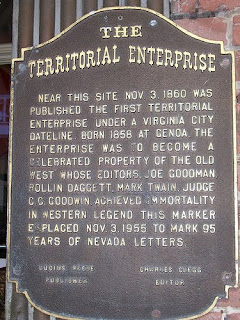 THE
TERRITORIAL ENTERPRISE
NEAR THIS SITE NOV. 3, 1860 WAS
PUBLISHED THE FIRST TERRITORIAL
ENTERPRISE UNDER A VIRGINIA CITY
DATELINE. BORN 1858 AT GENOA, THE
ENTERPRISE WAS TO BECOME A
CELEBRATED PROPERTY OF THE OLD
WEST WHOSE EDITORS, JOE GOODMAN,
ROLLIN DAGGETT, MARK TWAIN, JUDGE
C. C. GOODWIN ACHIEVED IMMORTALITY
IN WESTERN LEGEND THIS MARKER
EMPLACED NOV. 3, 1955 TO MARK 95
YEARS OF NEVADA LETTERS.
LUCIUS BEEBE CHARLES CLEGG
PUBLISHER EDITOR